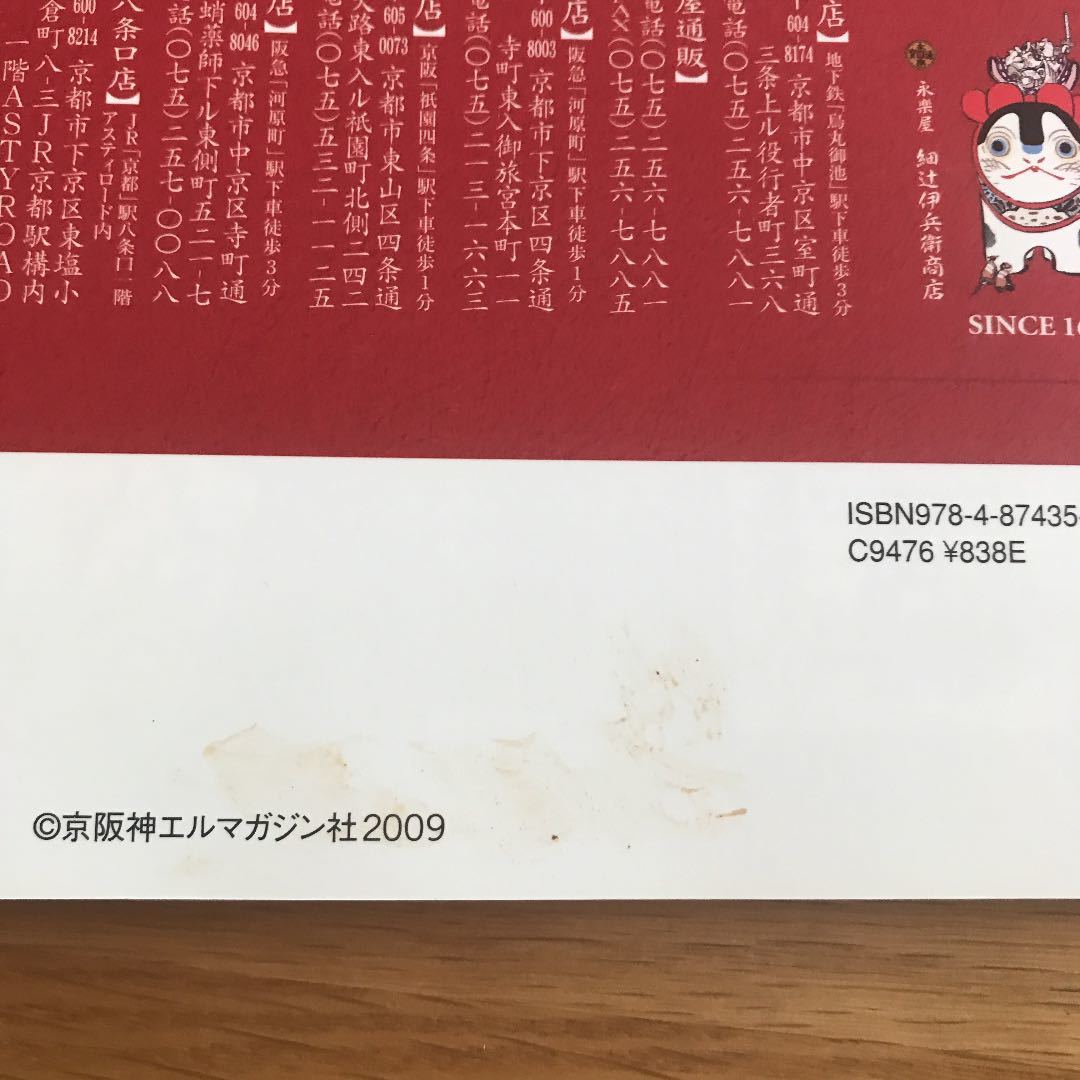 永樂屋 細辻伊兵衛商店
SINCE 16
店】地下鉄「烏丸御池」駅下車徒歩3分
604-8174 京都市中京区室町通
三条上ル役行者町三六八
電話(〇七五)二五六-七八八一
屋通販】
電話(〇七五)二五六-七八八一
AX(〇七五)二五六-七八八五
店】阪急「河原町」駅下車徒歩1分
600-8003 京都市下京区四条通
寺町東入御旅宮本町一一
電話(〇七五)二一三-一六六三
店】京阪「祇園四条」駅下車徒歩1分
605-0073 京都市東山区四条通
大路東入ル祇園町北側二四二
電話(〇七五)五三二-一一二五
店】阪急「河原町」駅下車徒歩3分
604-8046 京都市中京区寺町通
蛸薬師下ル東側町五二一-七
話(〇七五)二五七-〇〇八八
八条口店】JR「京都」駅八条口一階
アスティロード内
600-8214 京都市下京区東塩小
倉町八-三JR京都駅構内
一階ASTYROAD
ISBN978-4-87435-
C9476 ¥838E
©京阪神エルマガジン社2009